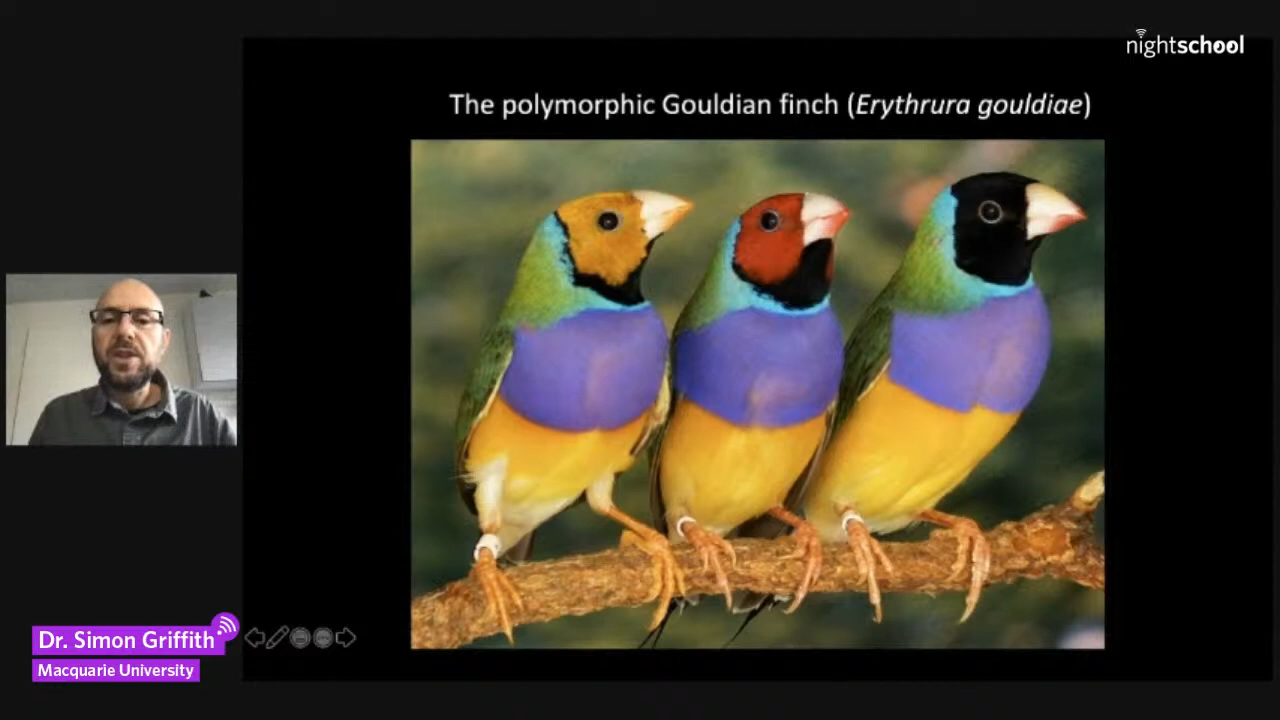 nightschool
The polymorphic Gouldian finch (Erythrura gouldiae)
Dr. Simon Griffith
Macquarie University